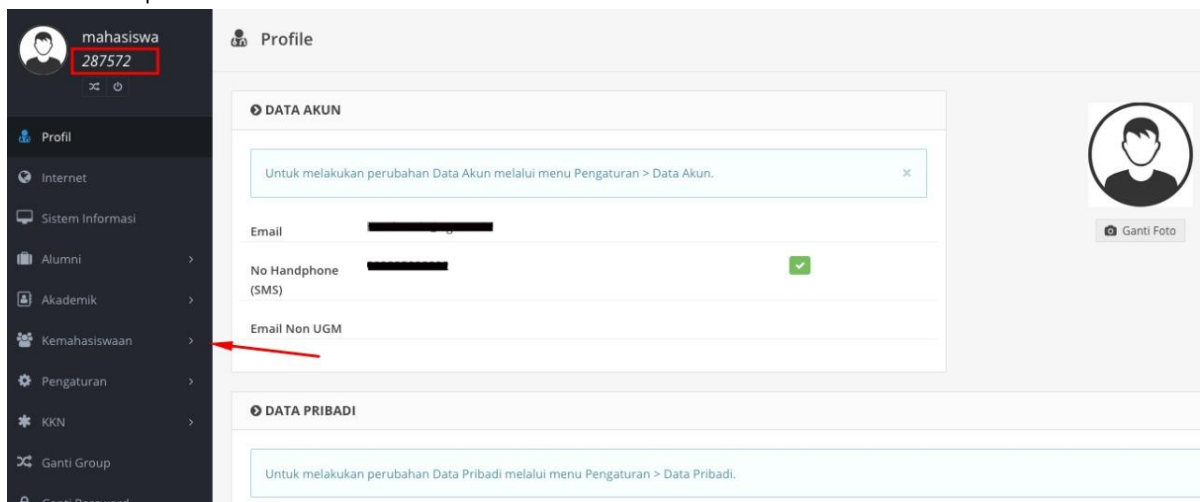 mahasiswa
287572
Profil
Internet
Sistem Informasi
Alumni
Akademik
Kemahasiswaan
Pengaturan
KKN
Ganti Group
Ganti Password
Profile
DATA AKUN
Untuk melakukan perubahan Data Akun melalui menu Pengaturan > Data Akun.
Email
No Handphone
(SMS)
Email Non UGM
Ganti Foto
DATA PRIBADI
Untuk melakukan perubahan Data Pribadi melalui menu Pengaturan > Data Pribadi.